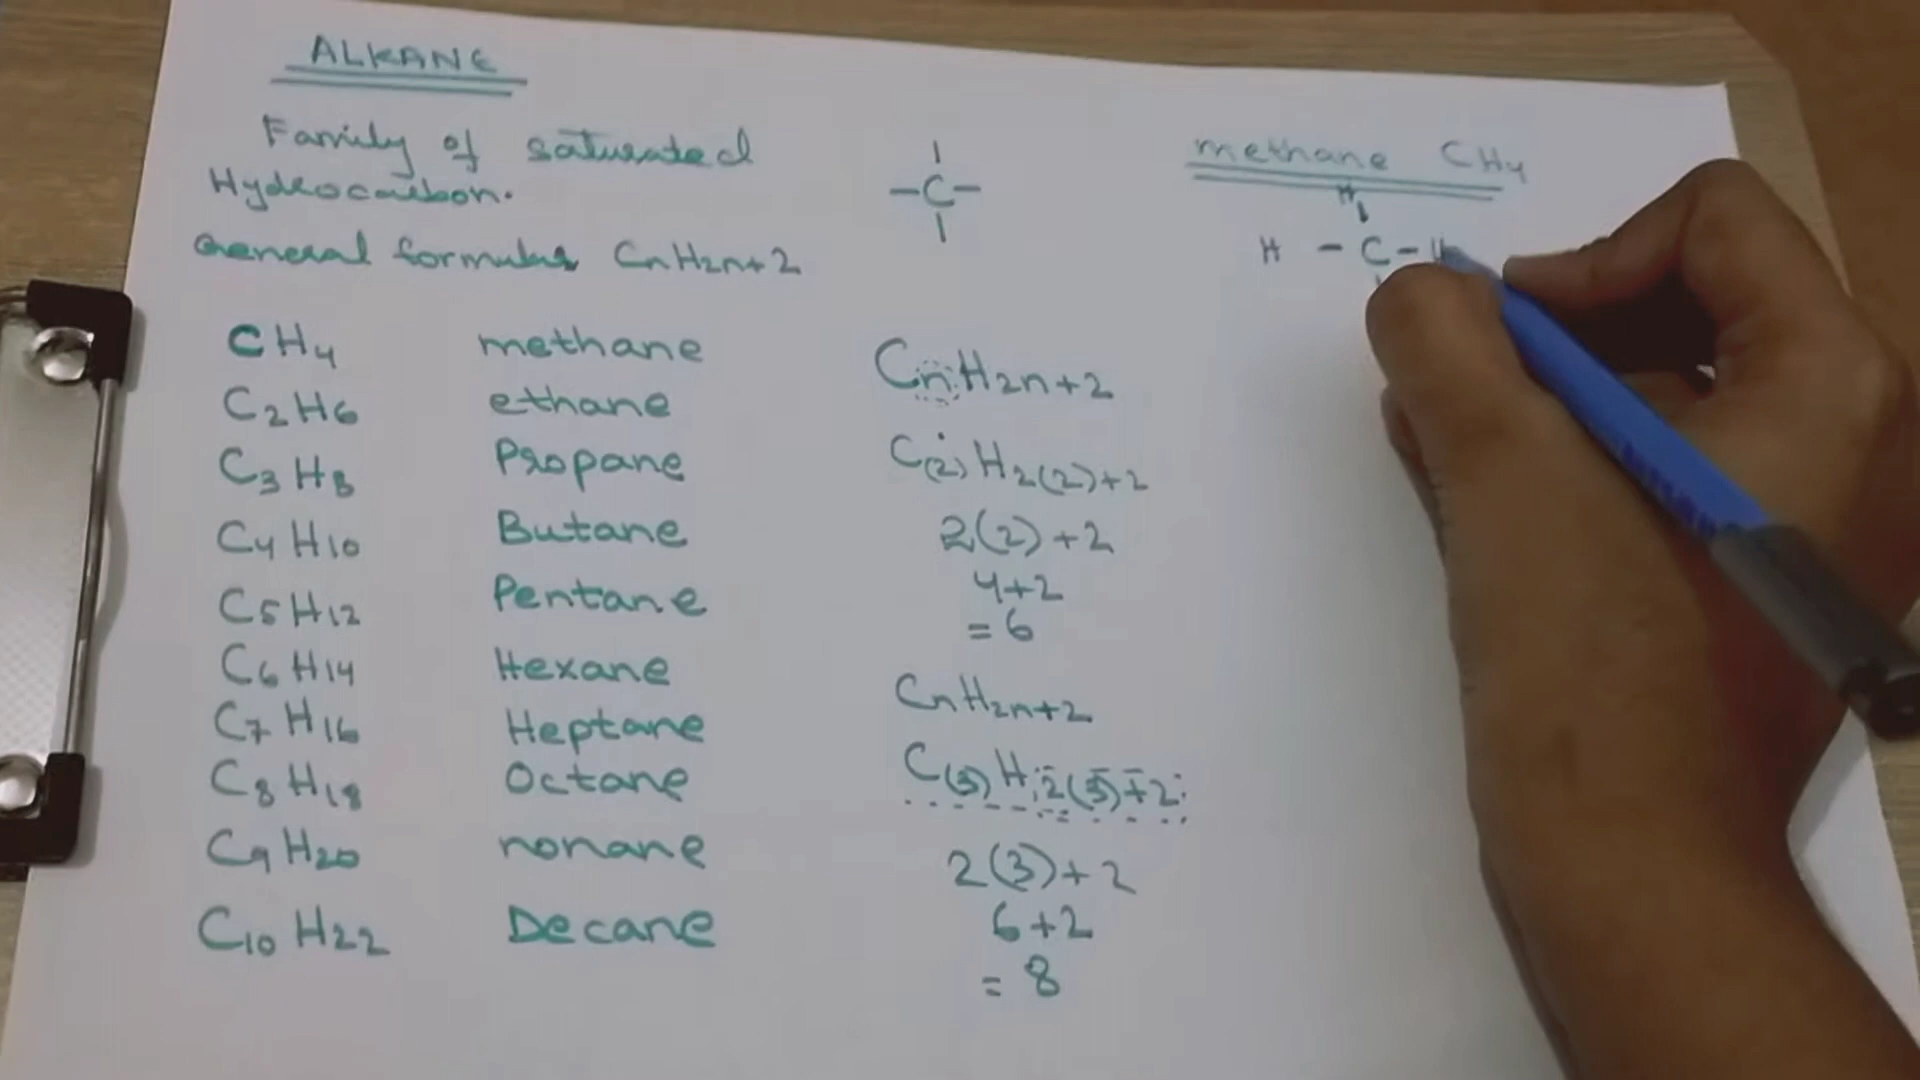 ALKANE
Family of saturated
Hydrocarbon.
General formula CnH2n+2
CH4 methane
C2H6 ethane
C3H8 Propane
C4H10 Butane
C5H12 Pentane
C6H14 Hexane
C7H16 Heptane
C8H18 Octane
C9H20 nonane
C10H22 Decane
-C-
CnH2n+2
C(2)H2(2)+2
2(2)+2
4+2
=6
CnH2n+2
C(3)H2(3)+2
2(3)+2
6+2
= 8
methane CH4
H
H - C - H